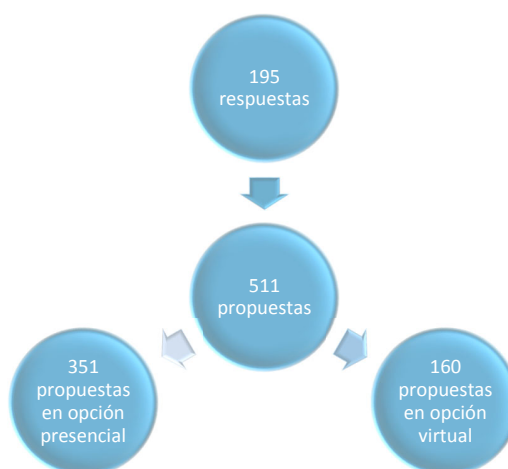 195
respuestas
511
propuestas
351
propuestas
en opción
presencial
160
propuestas
en opción
virtual